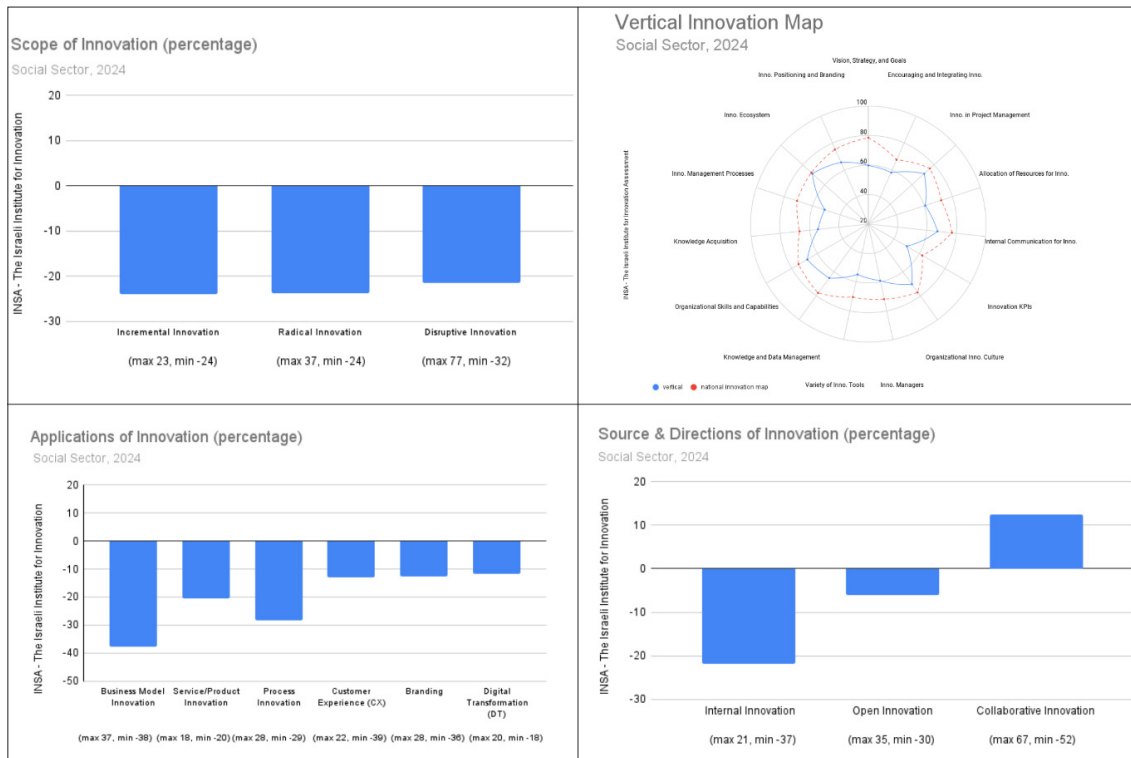 Scope of Innovation (percentage)
Social Sector, 2024
INSA - The Israeli Institute for Innovation
20
10
0
-10
-20
-30
Incremental Innovation
Radical Innovation
Disruptive Innovation
(max 23, min -24)
(max 37, min -24)
(max 77, min -32)
Vertical Innovation Map
Social Sector, 2024
Vision, Strategy, and Goals
Inno. Positioning and Branding
Encouraging and Integrating Inno.
Inno. Ecosystem
Inno. in Project Management
Inno. Management Processes
Allocation of Resources for Inno.
Knowledge Acquisition
Internal Communication for Inno.
Organizational Skills and Capabilities
Innovation KPIs
Knowledge and Data Management
Organizational Inno. Culture
Variety of Inno. Tools
Inno. Managers
100
80
60
40
20
INSA - The Israeli Institute for Innovation Assessment
vertical
national innovation map
Applications of Innovation (percentage)
Social Sector, 2024
INSA - The Israeli Institute for Innovation
20
10
0
-10
-20
-30
-40
-50
Business Model Innovation
Service/Product Innovation
Process Innovation
Customer Experience (CX)
Branding
Digital Transformation (DT)
(max 37, min -38)
(max 18, min -20)
(max 28, min -29)
(max 22, min -39)
(max 28, min -36)
(max 20, min -18)
Source & Directions of Innovation (percentage)
Social Sector, 2024
INSA - The Israeli Institute for Innovation
20
10
0
-10
-20
-30
Internal Innovation
Open Innovation
Collaborative Innovation
(max 21, min -37)
(max 35, min -30)
(max 67, min -52)